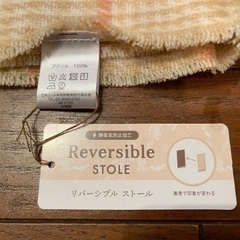 アクリル 100%
静電気防止加工
Reversible
STOLE
リバーシブル ストール
裏表で印象が変わる